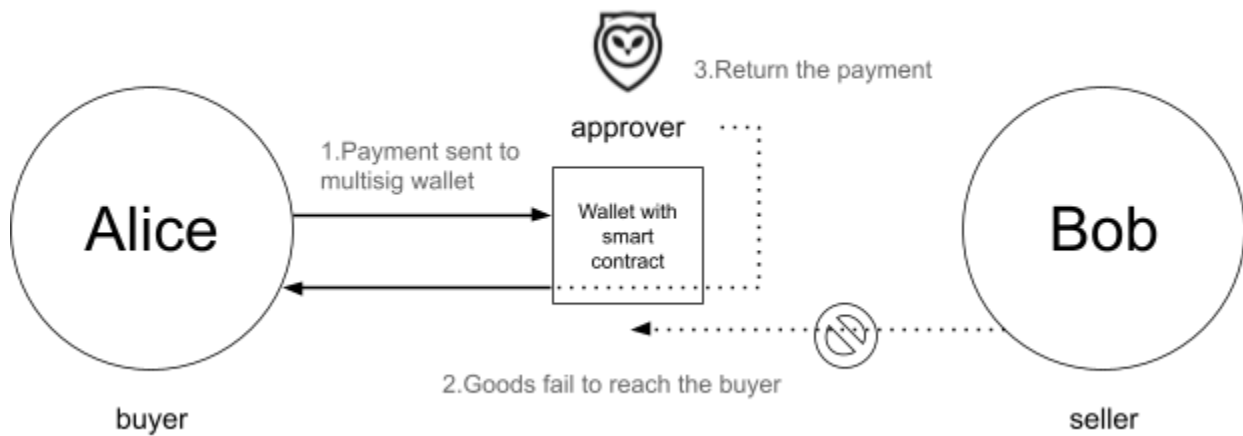 3.Return the payment
approver
1.Payment sent to
multisig wallet
Alice
Wallet with
smart
contract
Bob
2.Goods fail to reach the buyer
buyer
seller